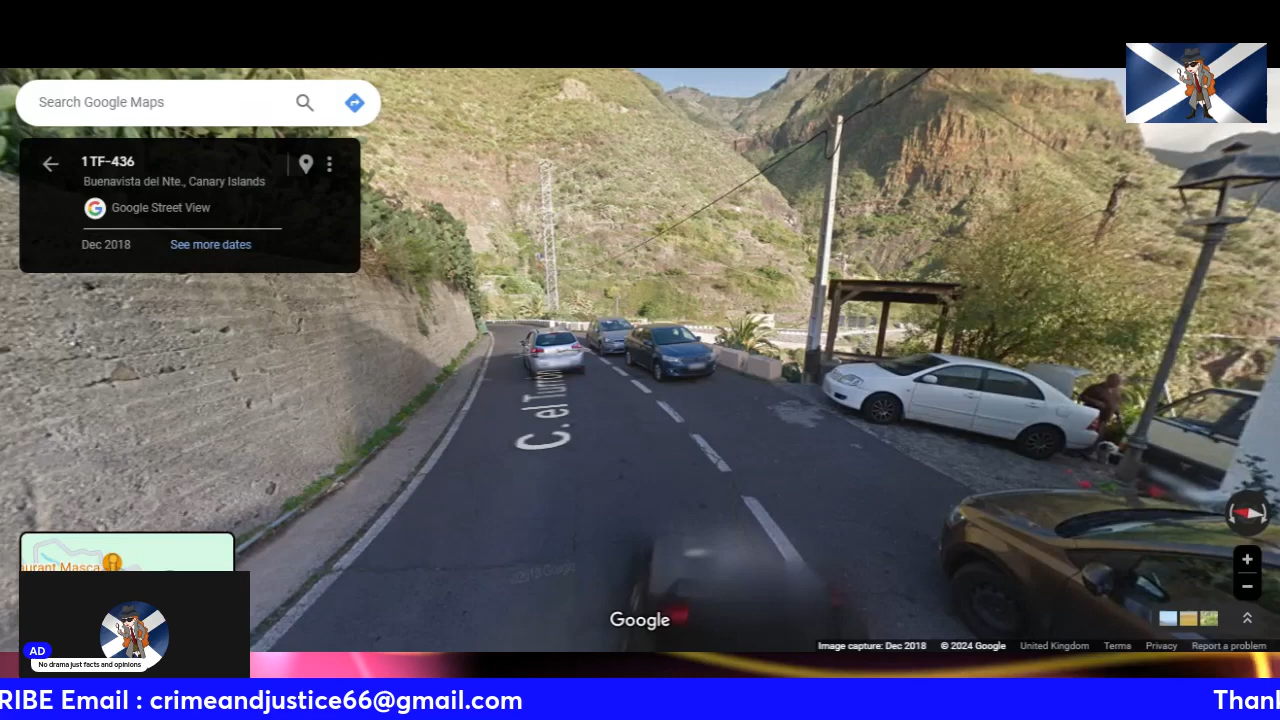 Search Google Maps
1TF-436
Buenavista del Nte., Canary Islands
Google Street View
Dec 2018
See more dates
C. el Turrón
Google
Image capture: Dec 2018 © 2024 Google United Kingdom Terms Privacy Report a problem
AD
No drama just facts and opinions
RIBE Email : crimeandjustice66@gmail.com
Than